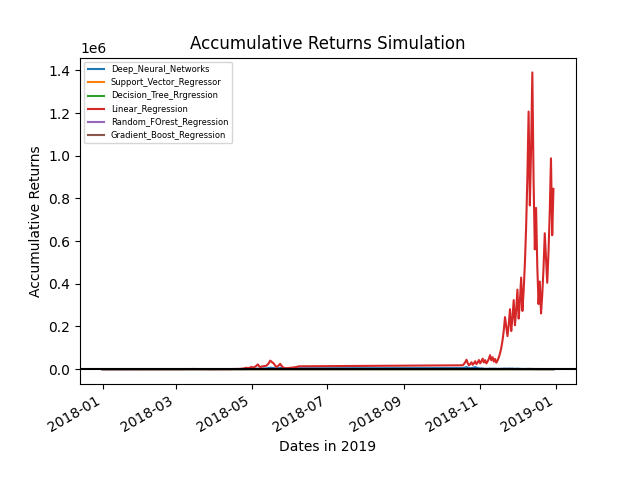 Accumulative Returns Simulation
1e6
Deep_Neural_Networks
Support_Vector_Regressor
Decision_Tree_Rrgression
Linear_Regression
Random_FOrest_Regression
Gradient_Boost_Regression
1.4
1.2
1.0
0.8
0.6
0.4
0.2
0.0
Accumulative Returns
2018-01
2018-03
2018-05
2018-07
2018-09
2018-11
2019-01
Dates in 2019